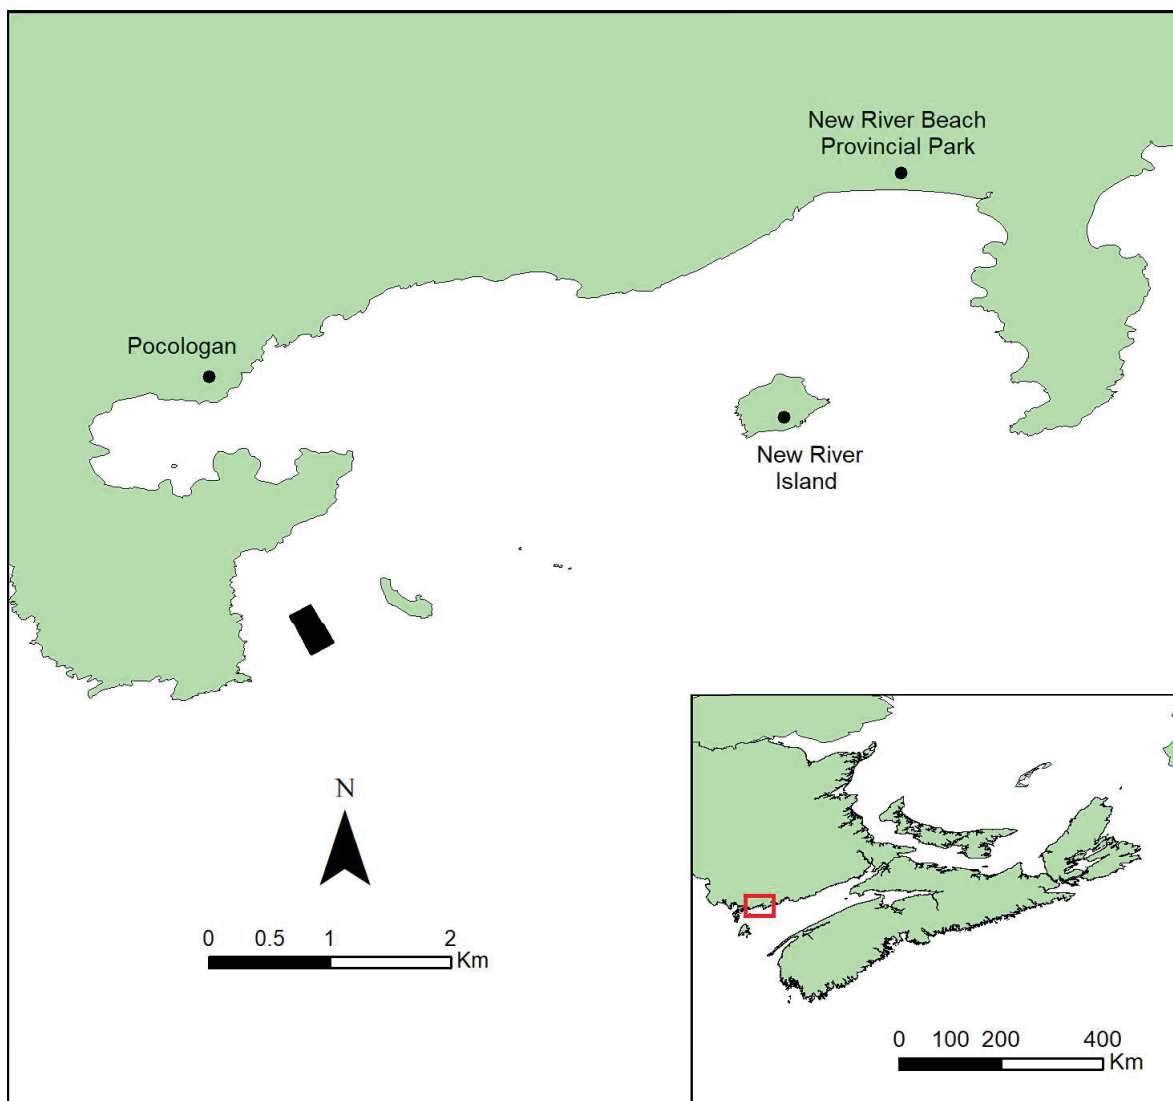 New River Beach
Provincial Park
Pocologan
New River
Island
N
0 0.5 1 2
Km
0 100 200 400
Km